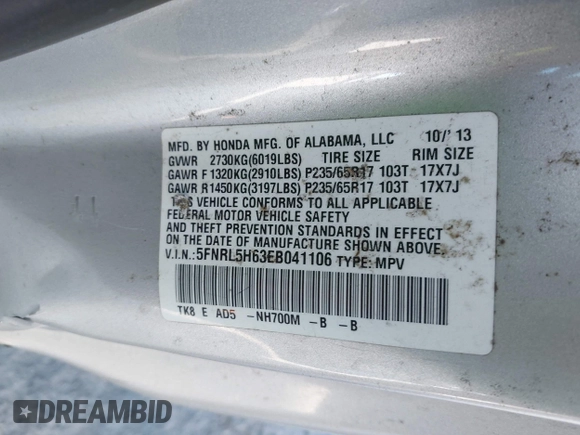 MFD. BY HONDA MFG. OF ALABAMA, LLC 10/'13
GVWR 2730KG(6019LBS) TIRE SIZE RIM SIZE
GAWR F 1320KG(2910LBS) P235/65R17 103T 17X7J
GAWR R1450KG(3197LBS) P235/65R17 103T 17X7J
THIS VEHICLE CONFORMS TO ALL APPLICABLE
FEDERAL MOTOR VEHICLE SAFETY
AND THEFT PREVENTION STANDARDS IN EFFECT
ON THE DATE OF MANUFACTURE SHOWN ABOVE.
V.I.N.:5FNRL5H63EB041106 TYPE: MPV
TK8 E AD5 -NH700M -B -B
DREAMBID